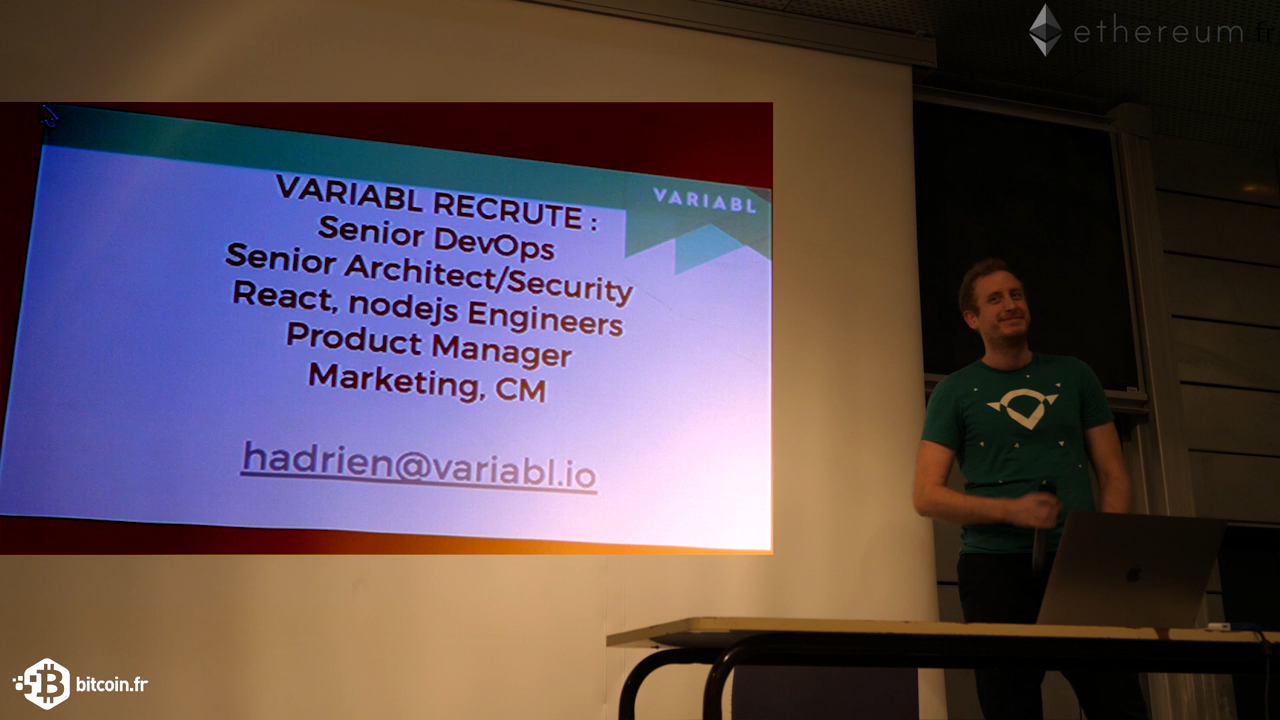 ethereum fr
VARIABL
VARIABL RECRUTE :
Senior DevOps
Senior Architect/Security
React, nodejs Engineers
Product Manager
Marketing, CM
hadrien@variabl.io
bitcoin.fr